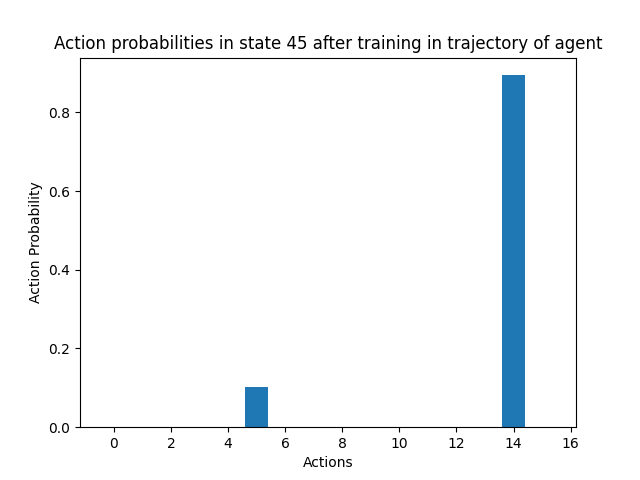 Action probabilities in state 45 after training in trajectory of agent
0.8
0.6
0.4
0.2
0.0
Action Probability
0 2 4 6 8 10 12 14 16
Actions